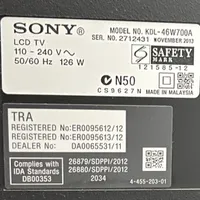 SONY
MODEL NO. KDL-46W700A
SER NO. 2712431 NOVEMBER 2013
LCD TV
110 - 240 V ~
50/60 Hz 126 W
SAFETY
MARK
121585-12
N50
CS9627N
MADE IN MALAYSIA
TRA
REGISTERED No: ER0095612/12
REGISTERED No: ER0095613/12
DEALER No: DA0065531/11
Complies with
IDA Standards
DB00353
26879/SDPPI/2012
26880/SDPPI/2012
2034
4-455-203-01